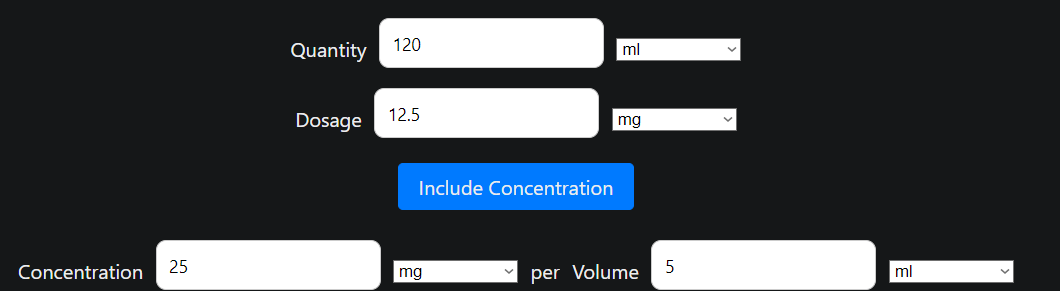 Quantity 120 ml
Dosage 12.5 mg
Include Concentration
Concentration 25 mg per Volume 5 ml